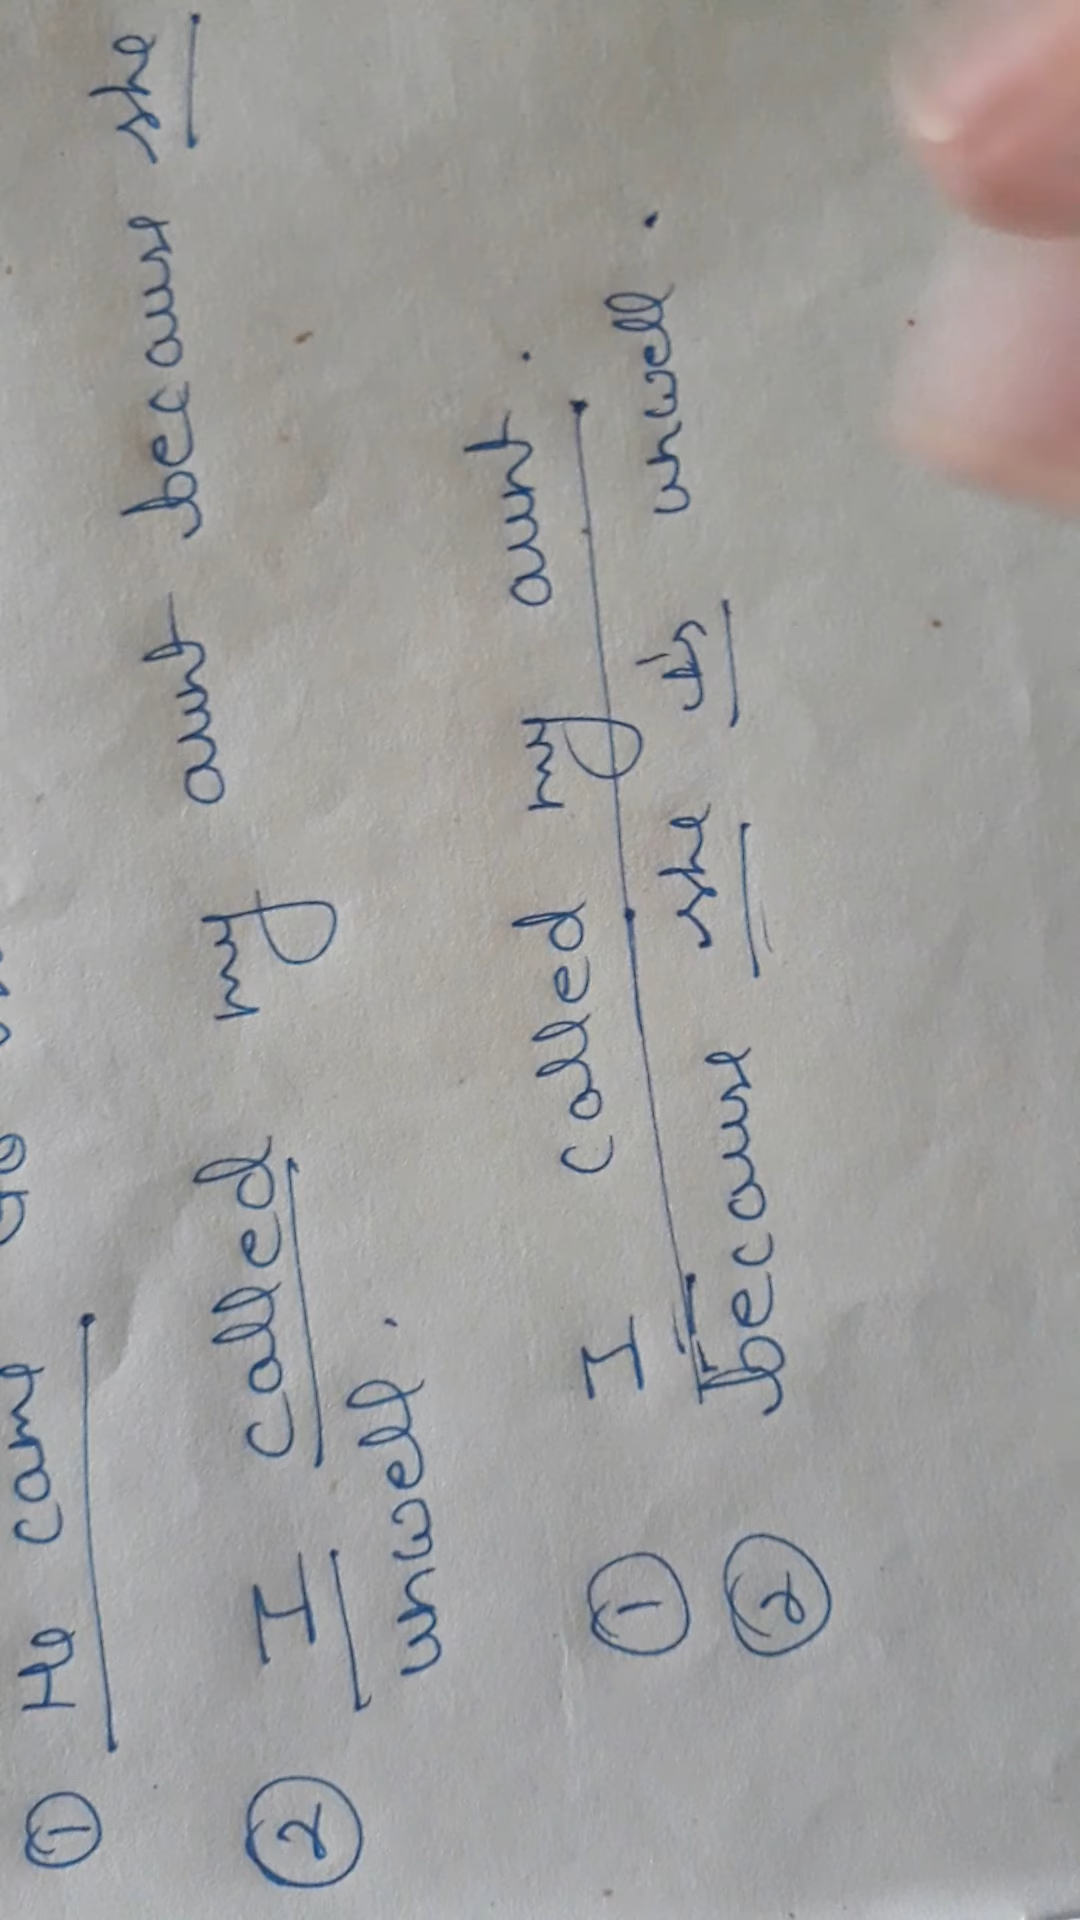 ① He came
② I called my aunt because she
unwell.
① I called my aunt.
② because she is unwell.